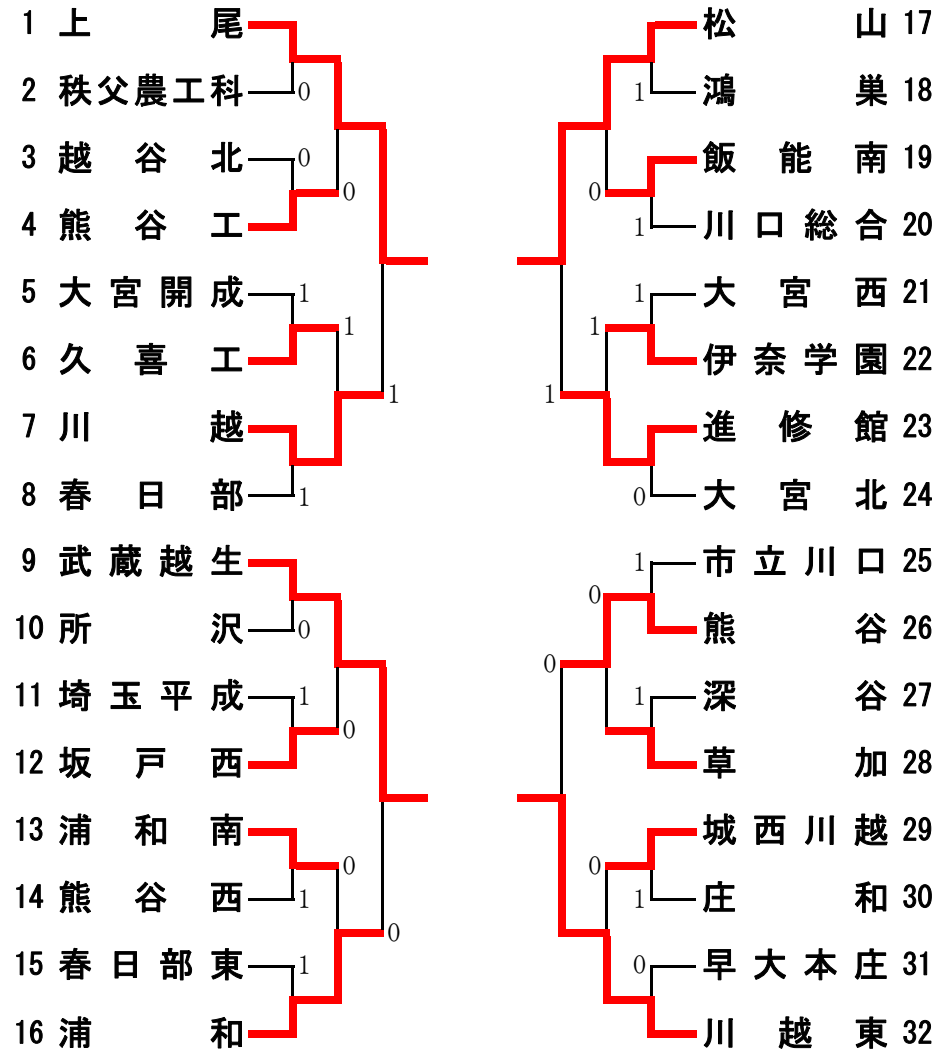 1 上尾
2 秩父農工科 0
3 越谷北 0
0
4 熊谷工
5 大宮開成 1
1
6 久喜工
1
7 川越
8 春日部 1
9 武蔵越生
10 所沢 0
11 埼玉平成 1
0
12 坂戸西
13 浦和南
0
14 熊谷西 1
0
15 春日部東 1
16 浦和
松山 17
1 鴻巣 18
飯能南 19
0
1 川口総合 20
1 大宮西 21
1
伊奈学園 22
1
進修館 23
0 大宮北 24
1 市立川口 25
0
熊谷 26
0
1 深谷 27
草加 28
城西川越 29
0
1 庄和 30
0 早大本庄 31
川越東 32